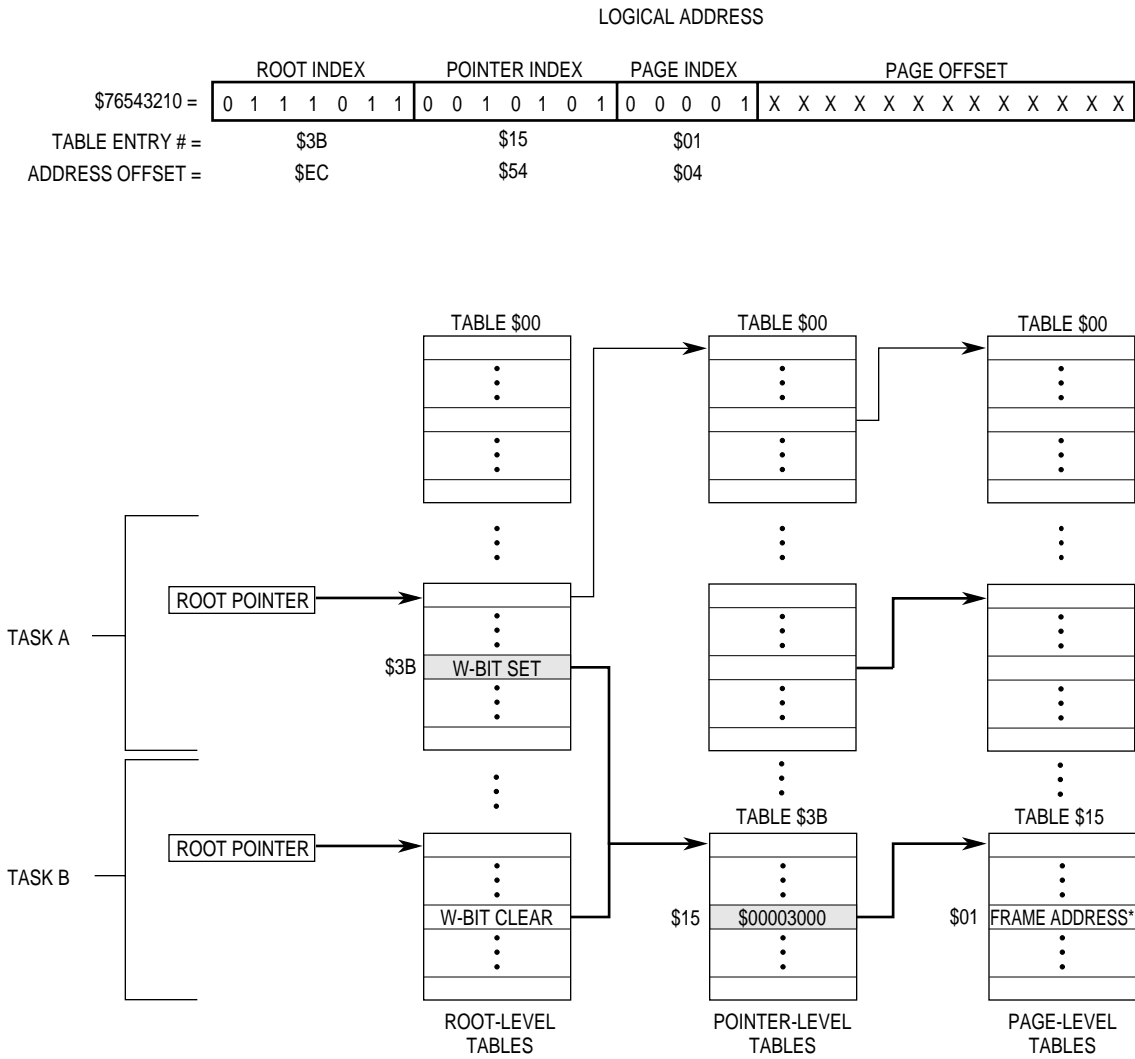 LOGICAL ADDRESS
ROOT INDEX POINTER INDEX PAGE INDEX PAGE OFFSET
$76543210 = 0 1 1 1 0 1 1 0 0 1 0 1 0 1 0 0 0 0 1 X X X X X X X X X X X X X
TABLE ENTRY # = $3B $15 $01
ADDRESS OFFSET = $EC $54 $04
TABLE $00 TABLE $00 TABLE $00
ROOT POINTER
TASK A
$3B W-BIT SET
TABLE $3B TABLE $15
ROOT POINTER
TASK B
W-BIT CLEAR $15 $00003000 $01 FRAME ADDRESS*
ROOT-LEVEL TABLES
POINTER-LEVEL TABLES
PAGE-LEVEL TABLES